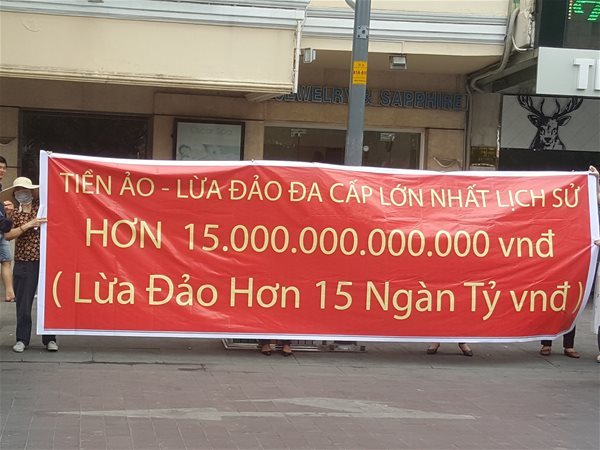 JEWELRY & SAPPHIRE
TIỀN ẢO - LỪA ĐẢO ĐA CẤP LỚN NHẤT LỊCH SỬ
HƠN 15.000.000.000.000 vnđ
( Lừa Đảo Hơn 15 Ngàn Tỷ vnđ )